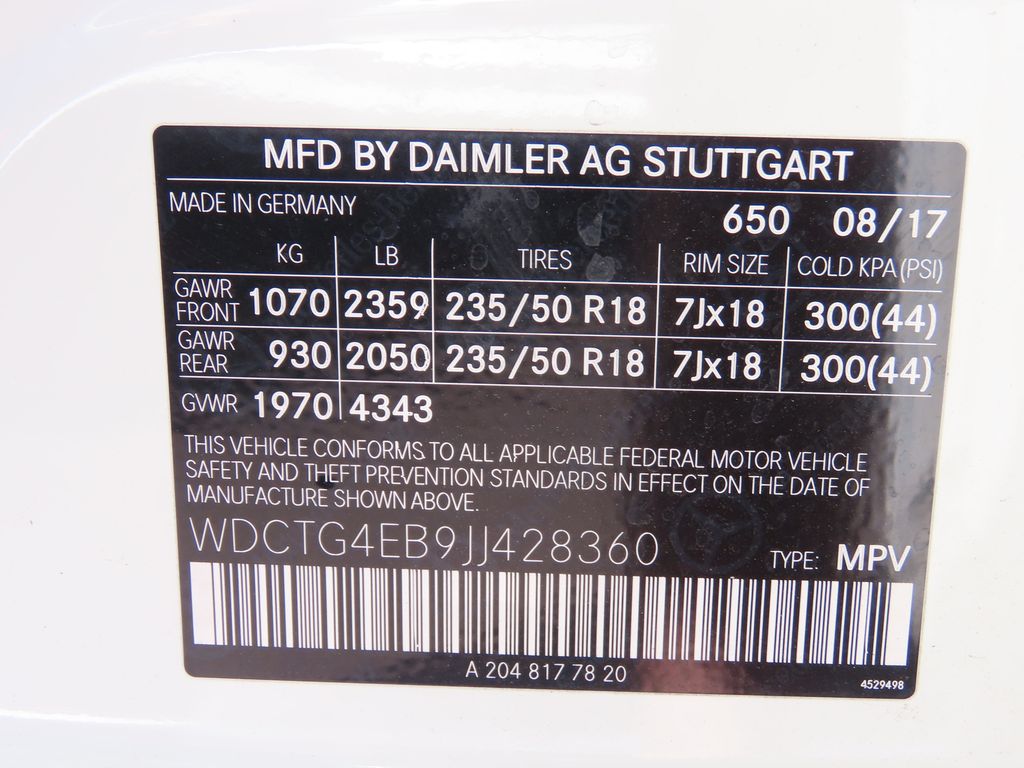 MFD BY DAIMLER AG STUTTGART
MADE IN GERMANY 650 08/17
KG LB TIRES RIM SIZE COLD KPA (PSI)
GAWR FRONT 1070 2359 235/50 R18 7Jx18 300(44)
GAWR REAR 930 2050 235/50 R18 7Jx18 300(44)
GVWR 1970 4343
THIS VEHICLE CONFORMS TO ALL APPLICABLE FEDERAL MOTOR VEHICLE
SAFETY AND THEFT PREVENTION STANDARDS IN EFFECT ON THE DATE OF
MANUFACTURE SHOWN ABOVE.
WDCTG4EB9JJ428360 TYPE: MPV
A 204 817 78 20
4529498